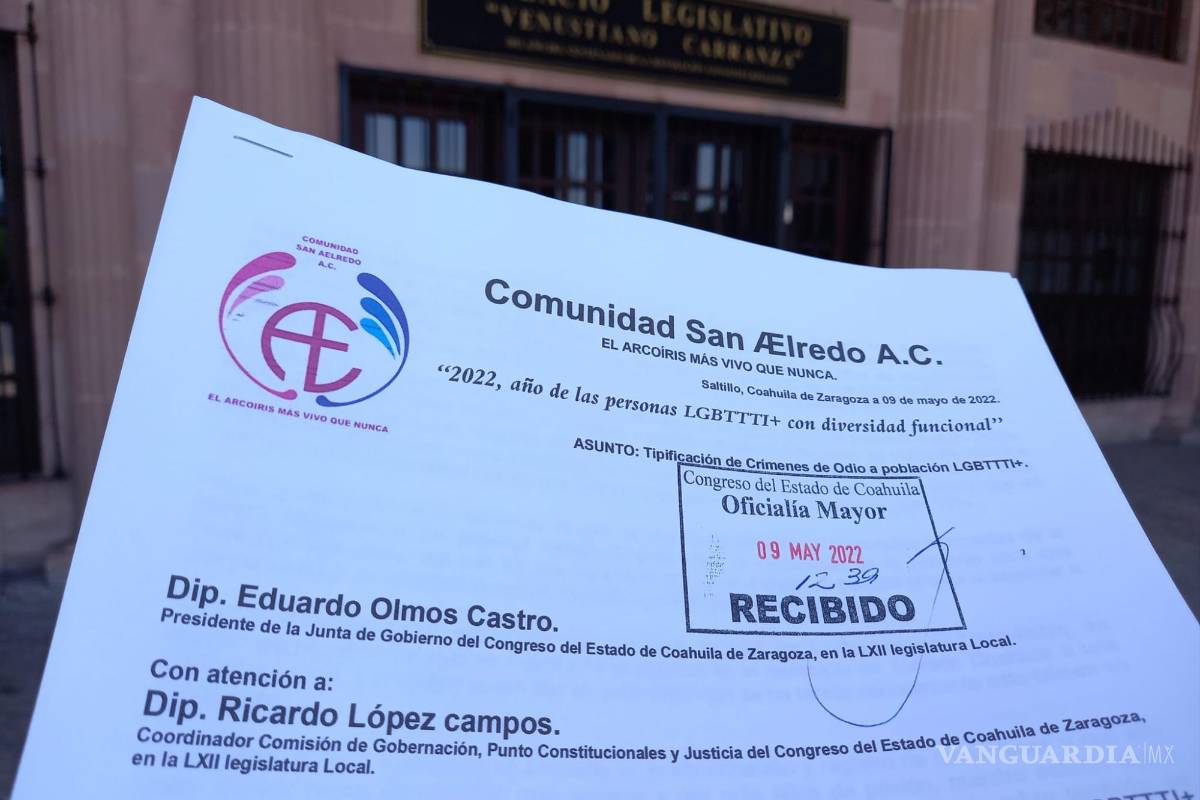 LEGISLATIVO
"VENUSTIANO CARRANZA"
COMUNIDAD
SAN AELREDO
A.C.
EL ARCOIRIS MÁS VIVO QUE NUNCA
Comunidad San Ælredo A.C.
EL ARCOÍRIS MÁS VIVO QUE NUNCA.
Saltillo, Coahuila de Zaragoza a 09 de mayo de 2022.
“2022, año de las personas LGBTTTI+ con diversidad funcional”
ASUNTO: Tipificación de Crímenes de Odio a población LGBTTTI+.
Congreso del Estado de Coahuila
Oficialía Mayor
09 MAY 2022
12 39
RECIBIDO
Dip. Eduardo Olmos Castro.
Presidente de la Junta de Gobierno del Congreso del Estado de Coahuila de Zaragoza, en la LXII legislatura Local.
Con atención a:
Dip. Ricardo López campos.
Coordinador Comisión de Gobernación, Punto Constitucionales y Justicia del Congreso del Estado de Coahuila de Zaragoza,
en la LXII legislatura Local.
VANGUARDIA|MX